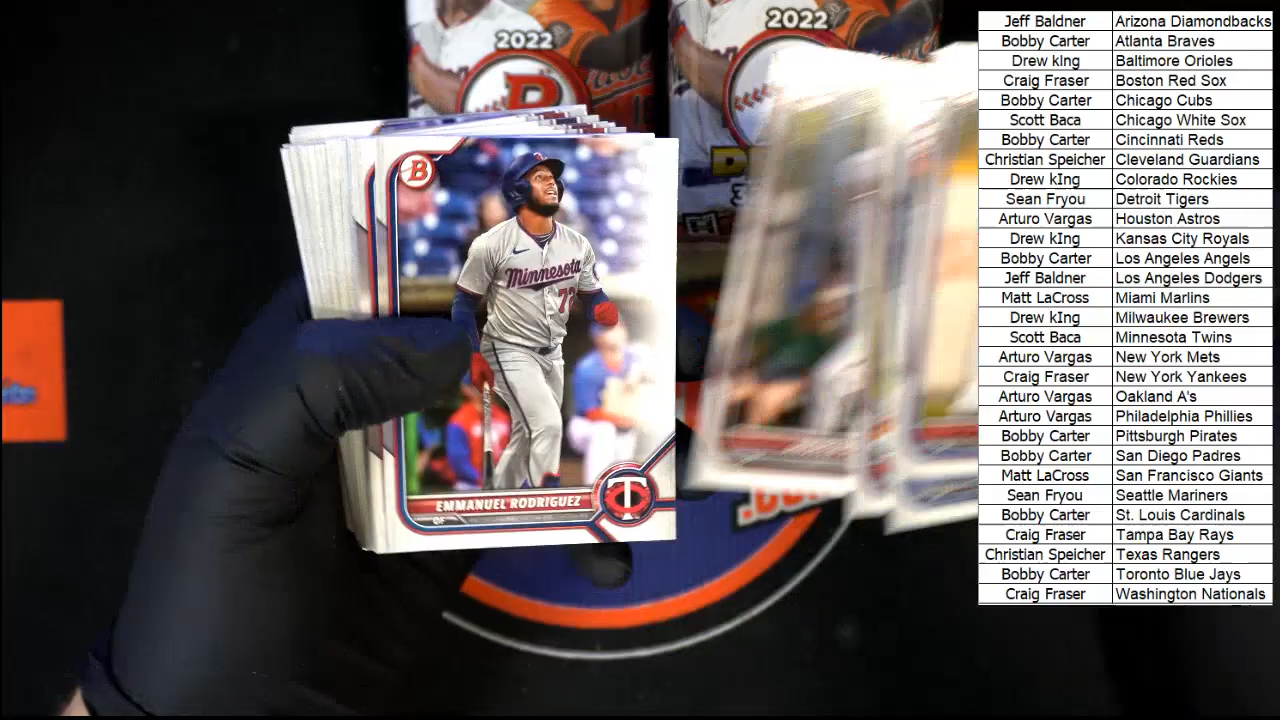 2022
B
2022
B
Minnesota
72
EMMANUEL RODRIGUEZ
OF
TC
Jeff Baldner Arizona Diamondbacks
Bobby Carter Atlanta Braves
Drew kIng Baltimore Orioles
Craig Fraser Boston Red Sox
Bobby Carter Chicago Cubs
Scott Baca Chicago White Sox
Bobby Carter Cincinnati Reds
Christian Speicher Cleveland Guardians
Drew kIng Colorado Rockies
Sean Fryou Detroit Tigers
Arturo Vargas Houston Astros
Drew kIng Kansas City Royals
Bobby Carter Los Angeles Angels
Jeff Baldner Los Angeles Dodgers
Matt LaCross Miami Marlins
Drew kIng Milwaukee Brewers
Scott Baca Minnesota Twins
Arturo Vargas New York Mets
Craig Fraser New York Yankees
Arturo Vargas Oakland A's
Arturo Vargas Philadelphia Phillies
Bobby Carter Pittsburgh Pirates
Bobby Carter San Diego Padres
Matt LaCross San Francisco Giants
Sean Fryou Seattle Mariners
Bobby Carter St. Louis Cardinals
Craig Fraser Tampa Bay Rays
Christian Speicher Texas Rangers
Bobby Carter Toronto Blue Jays
Craig Fraser Washington Nationals